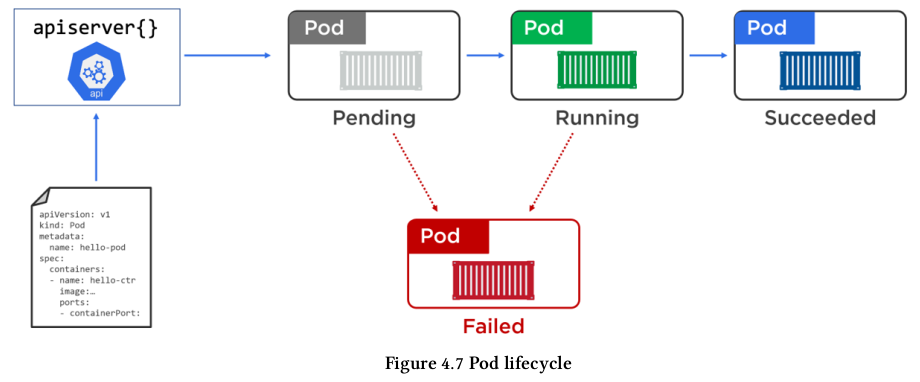 apiserver{}
api
Pod
Pending
Pod
Running
Pod
Succeeded
apiVersion: v1
kind: Pod
metadata:
  name: hello-pod
spec:
  containers:
  - name: hello-ctr
    image:…
    ports:
    - containerPort:
Pod
Failed
Figure 4.7 Pod lifecycle